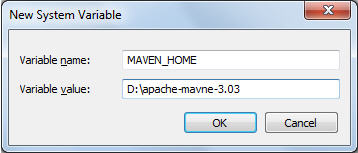 New System Variable
Variable name: MAVEN_HOME
Variable value: D:\apache-mavne-3.03
OK Cancel